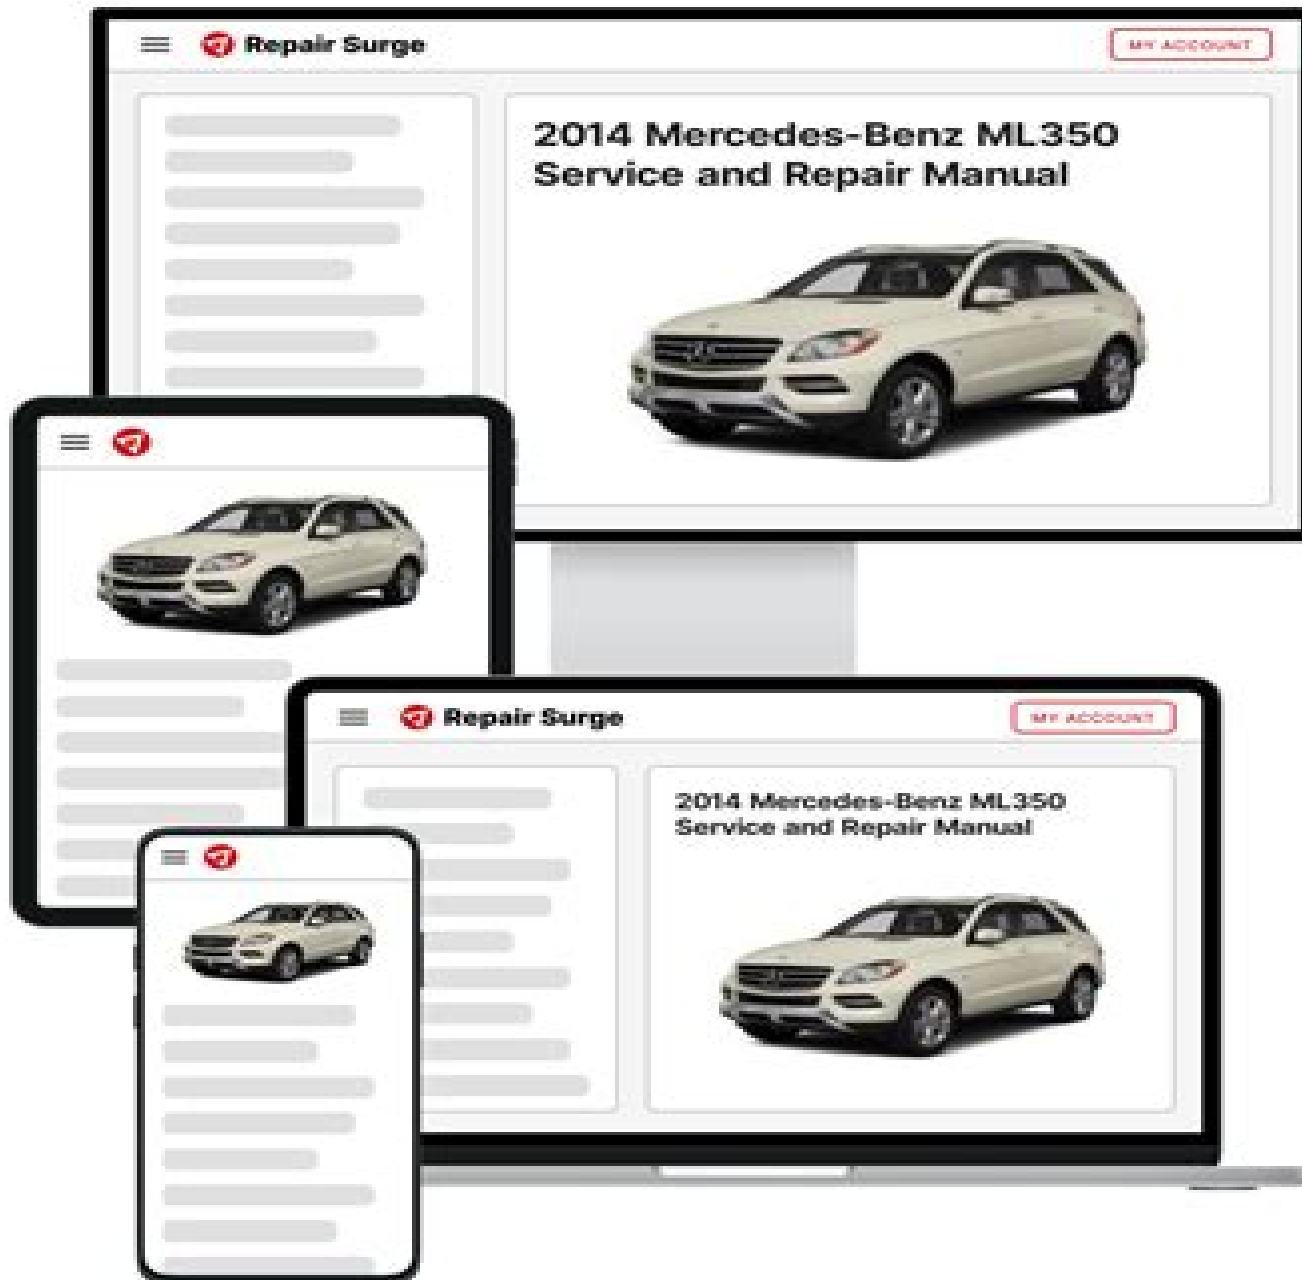 Repair Surge
MY ACCOUNT
2014 Mercedes-Benz ML350
Service and Repair Manual
Repair Surge
MY ACCOUNT
2014 Mercedes-Benz ML350
Service and Repair Manual